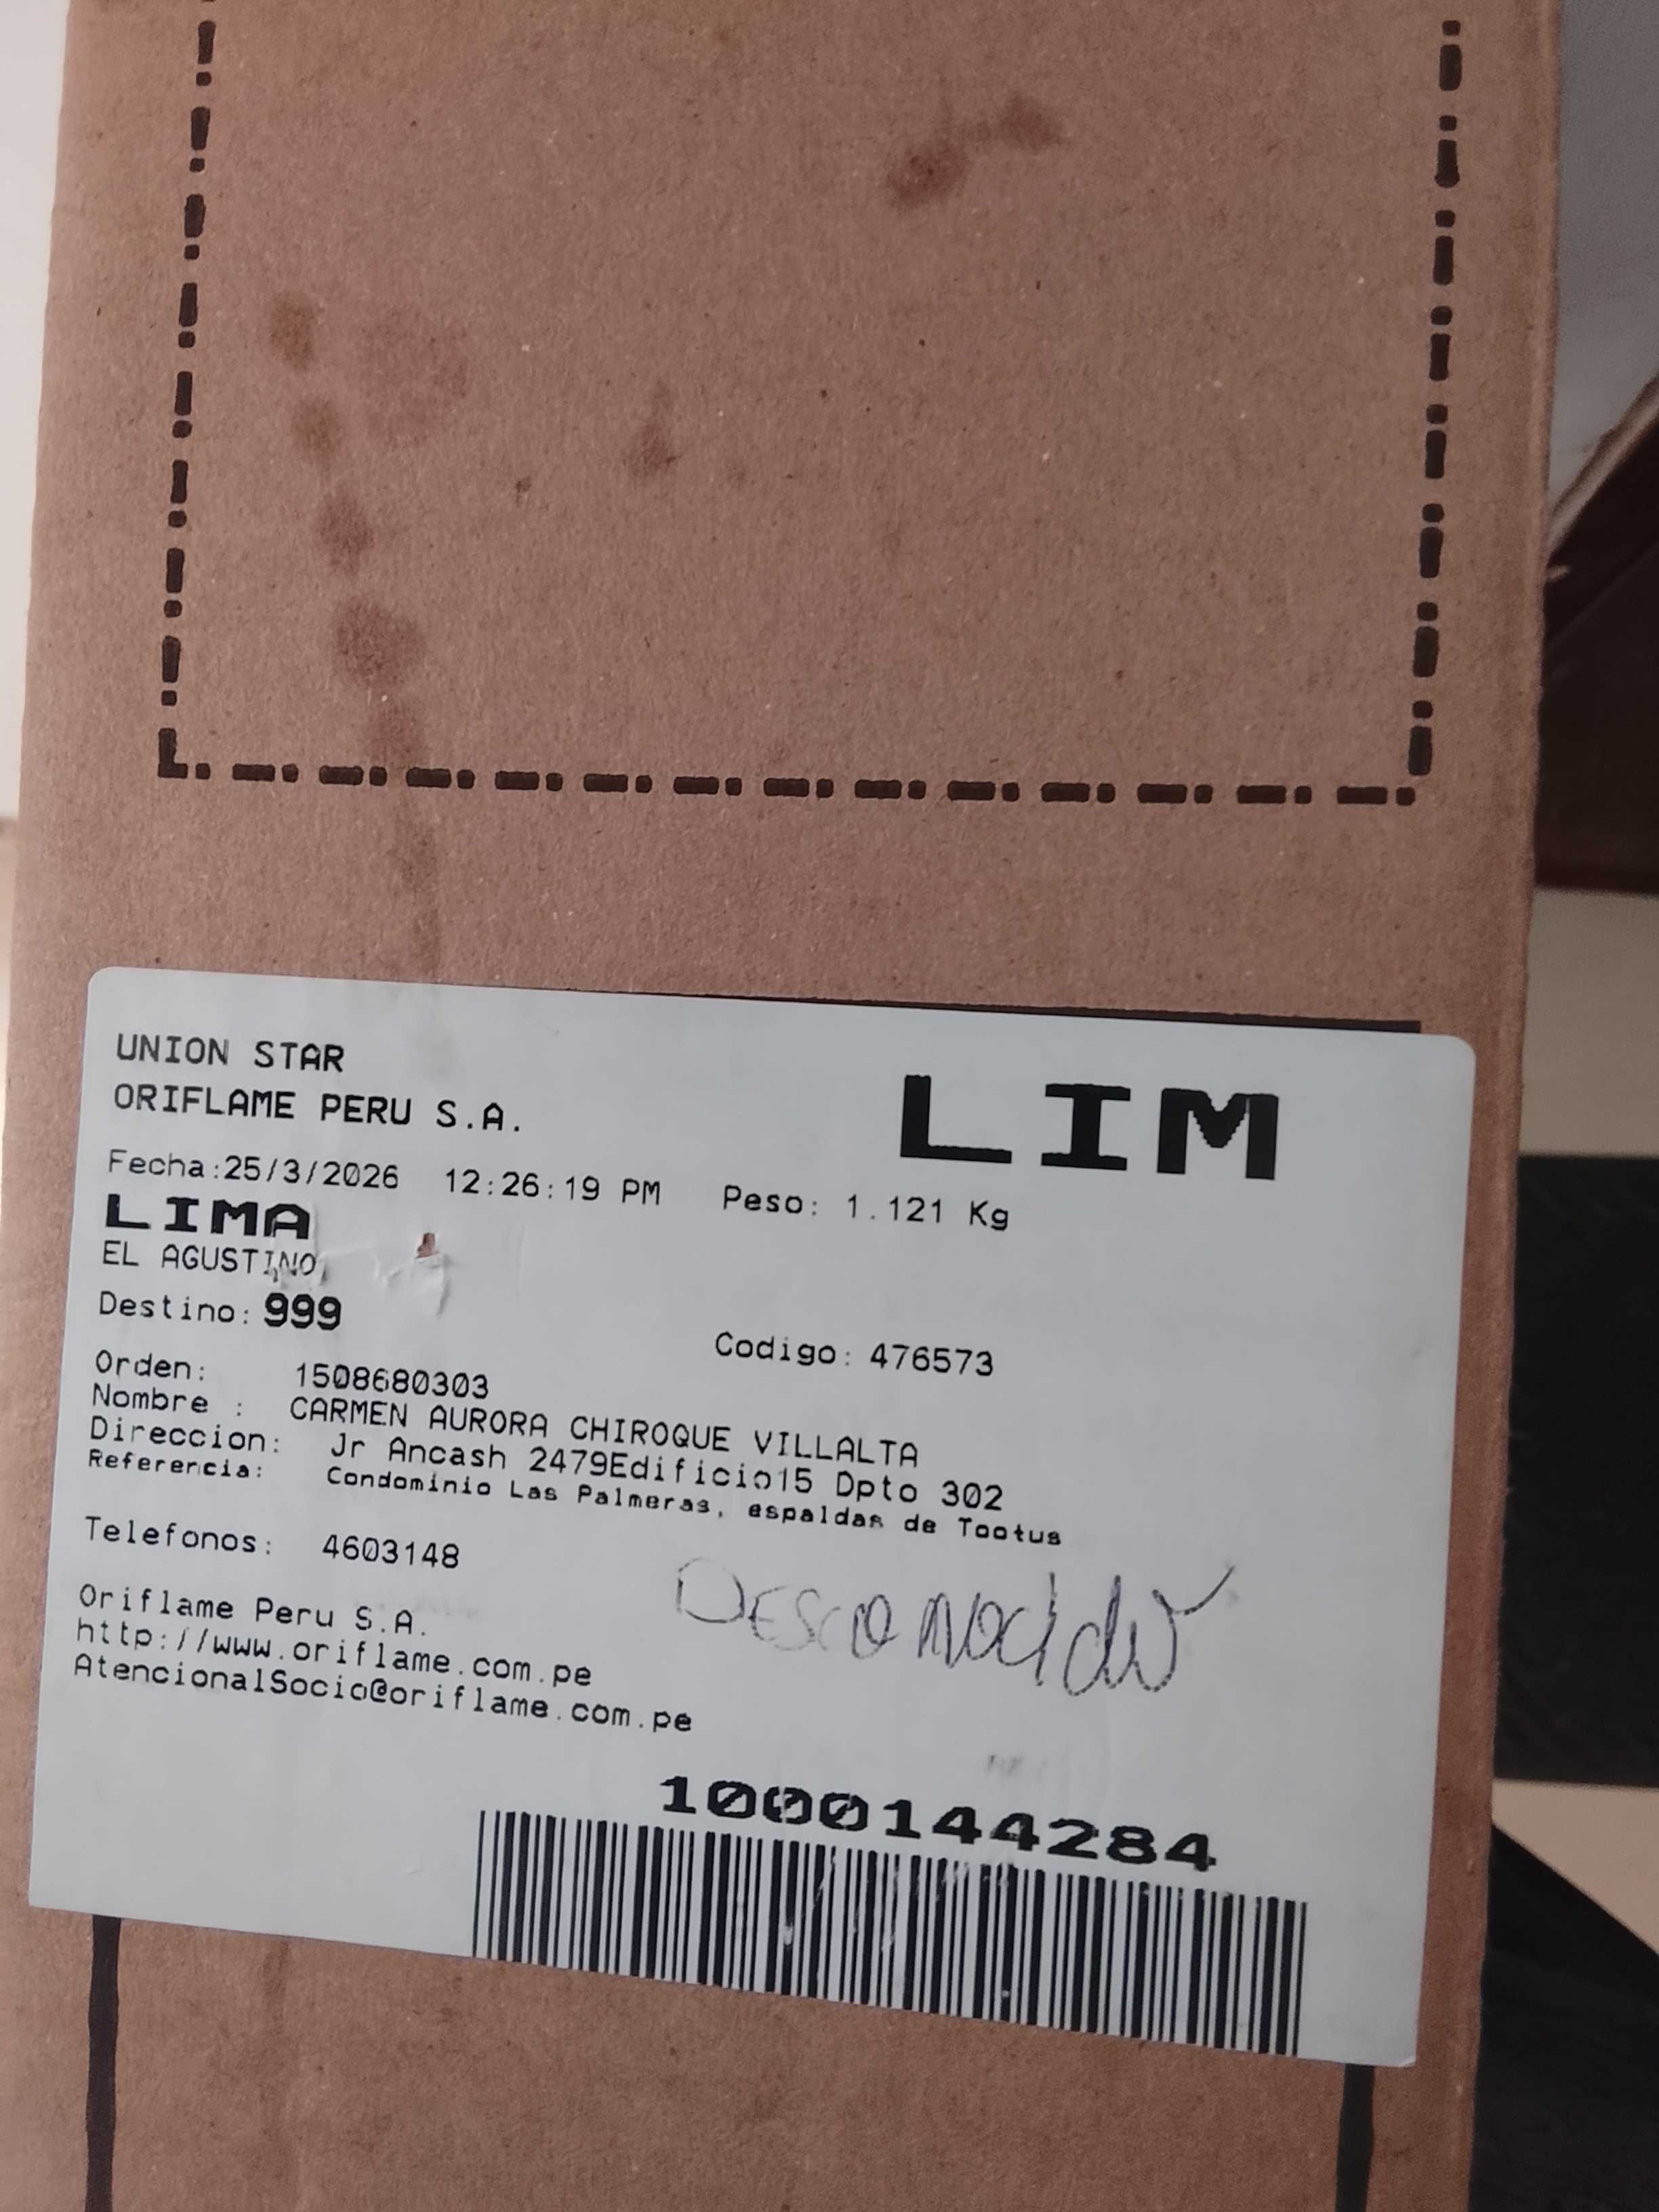 UNION STAR
ORIFLAME PERU S.A.
LIM
Fecha:25/3/2026 12:26:19 PM Peso: 1.121 Kg
LIMA
EL AGUSTINO
Destino: 999
Codigo: 476573
Orden: 1508680303
Nombre : CARMEN AURORA CHIROQUE VILLALTA
Direccion: Jr Ancash 2479Edificio15 Dpto 302
Referencia: Condominio Las Palmeras, espaldas de Tootus
Telefonos: 4603148
Desconocido
Oriflame Peru S.A.
http://www.oriflame.com.pe
AtencionalSocio@oriflame.com.pe
1000144284